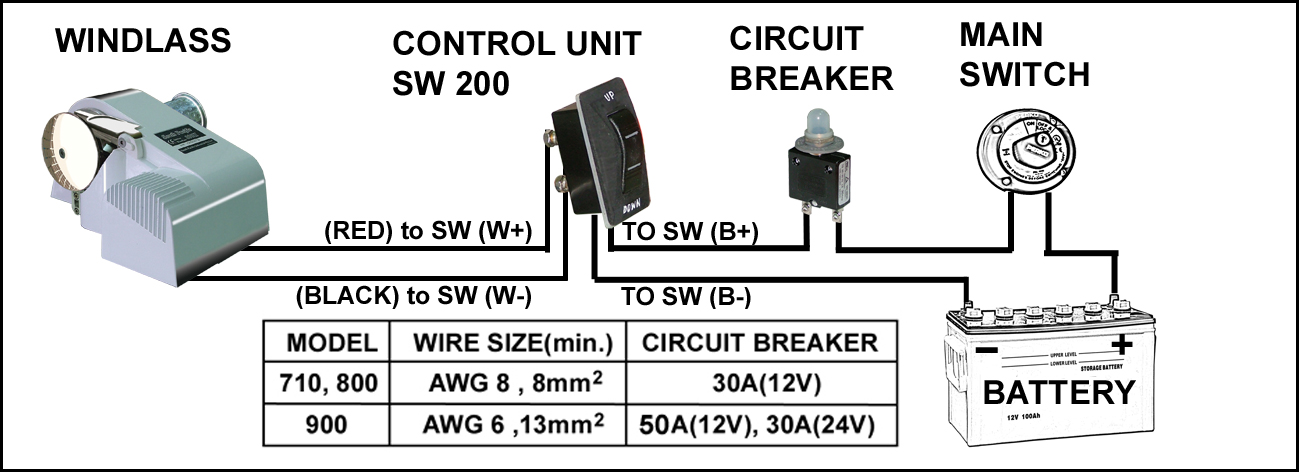 WINDLASS
CONTROL UNIT
SW 200
CIRCUIT
BREAKER
MAIN
SWITCH
UP
DOWN
ON
(RED) to SW (W+)
TO SW (B+)
(BLACK) to SW (W-)
TO SW (B-)
MODEL WIRE SIZE(min.) CIRCUIT BREAKER
710, 800 AWG 8 , 8mm² 30A(12V)
900 AWG 6 ,13mm² 50A(12V), 30A(24V)
- +
UPPER LEVEL
LOWER LEVEL
STORAGE BATTERY
BATTERY
12V 100Ah